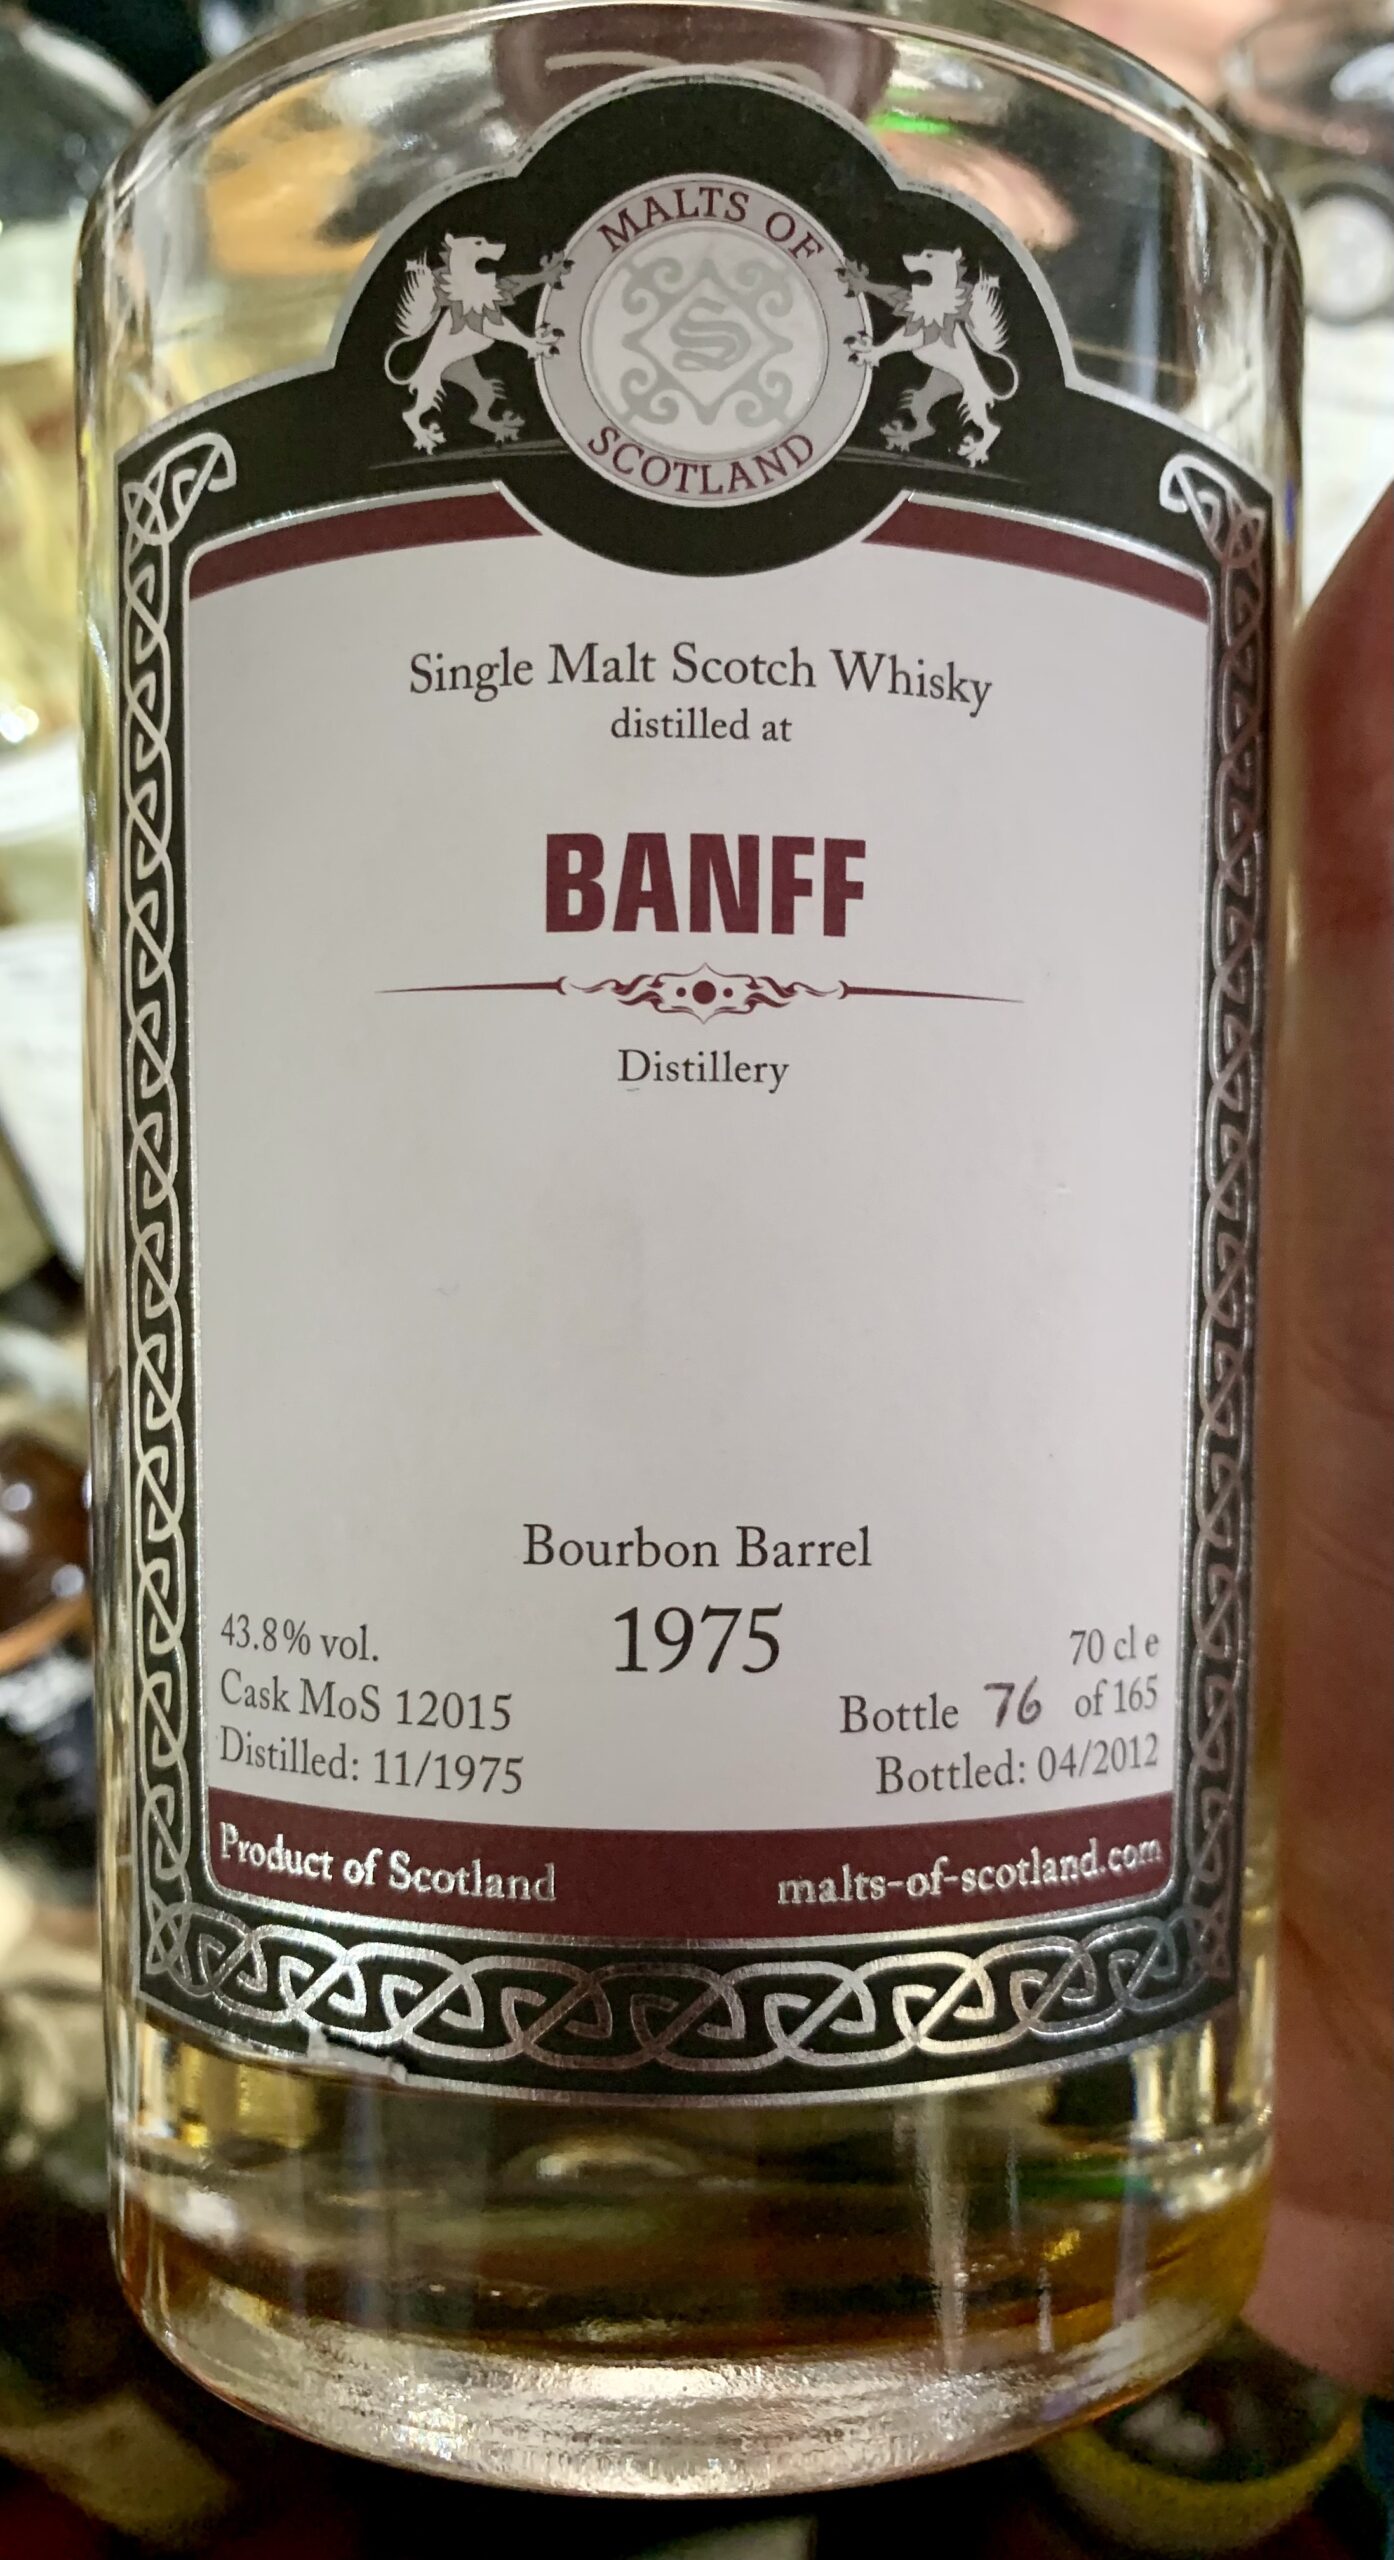 MALTS OF
SCOTLAND
S
Single Malt Scotch Whisky
distilled at
BANFF
Distillery
Bourbon Barrel
1975
43.8% vol.
Cask MoS 12015
Distilled: 11/1975
70 cl e
Bottle 76 of 165
Bottled: 04/2012
Product of Scotland
malts-of-scotland.com